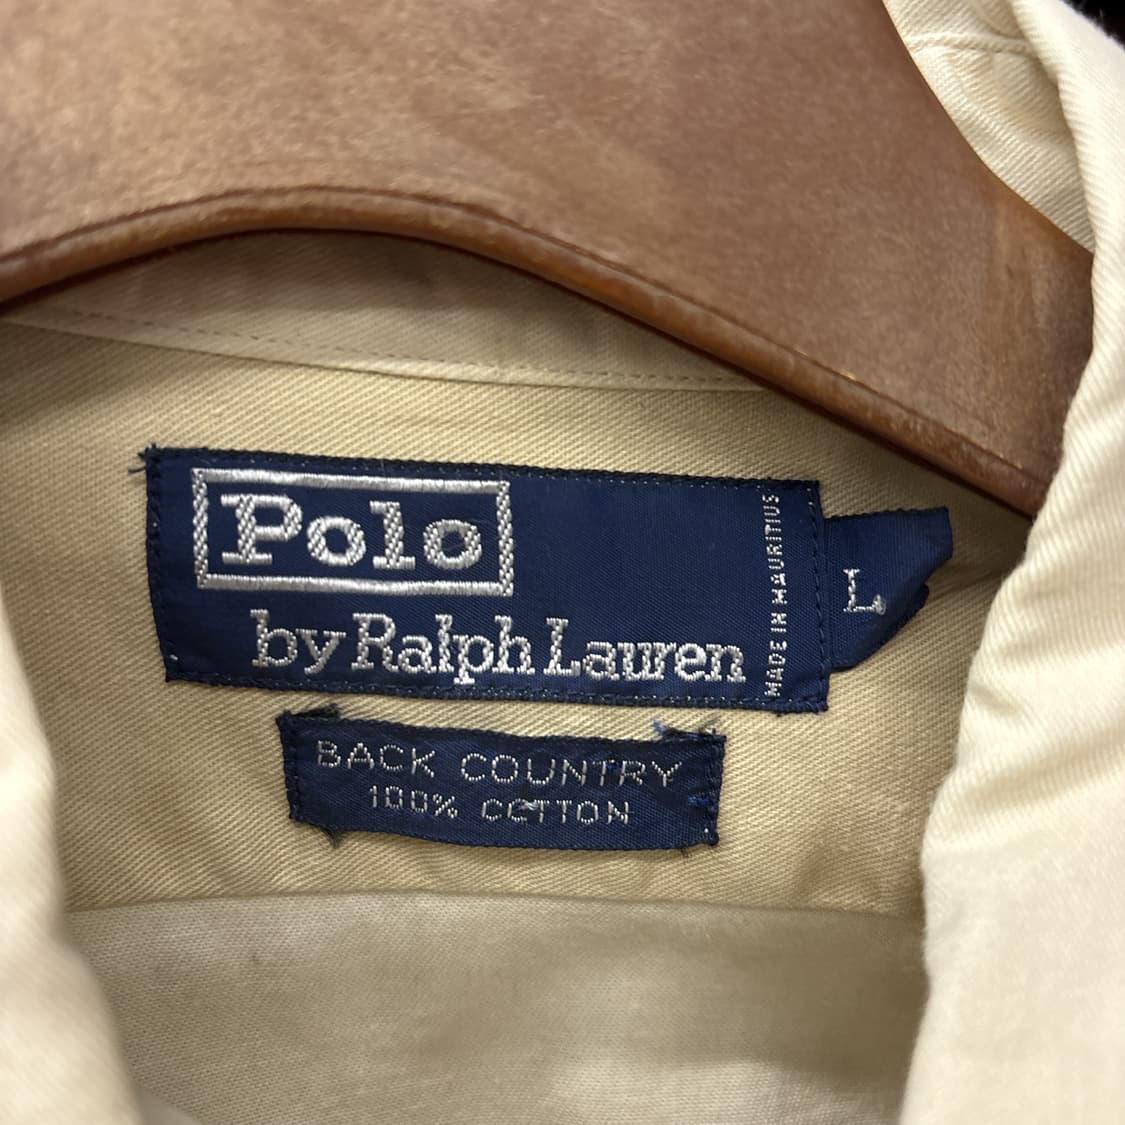 Polo
by Ralph Lauren
MADE IN MAURITIUS
L
BACK COUNTRY
100% COTTON